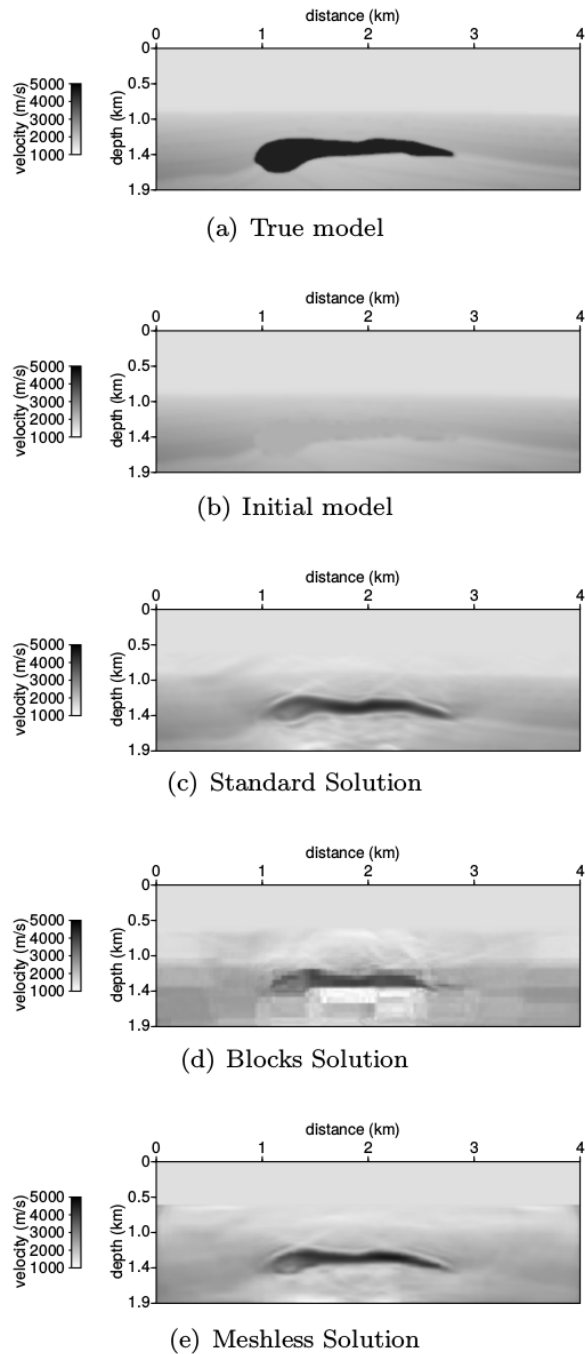 distance (km)
0 1 2 3 4
velocity (m/s)
5000
4000
3000
2000
1000
depth (km)
0
0.5
1.0
1.4
1.9
(a) True model
distance (km)
0 1 2 3 4
velocity (m/s)
5000
4000
3000
2000
1000
depth (km)
0
0.5
1.0
1.4
1.9
(b) Initial model
distance (km)
0 1 2 3 4
velocity (m/s)
5000
4000
3000
2000
1000
depth (km)
0
0.5
1.0
1.4
1.9
(c) Standard Solution
distance (km)
0 1 2 3 4
velocity (m/s)
5000
4000
3000
2000
1000
depth (km)
0
0.5
1.0
1.4
1.9
(d) Blocks Solution
distance (km)
0 1 2 3 4
velocity (m/s)
5000
4000
3000
2000
1000
depth (km)
0
0.5
1.0
1.4
1.9
(e) Meshless Solution